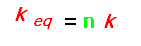 k eq = n k